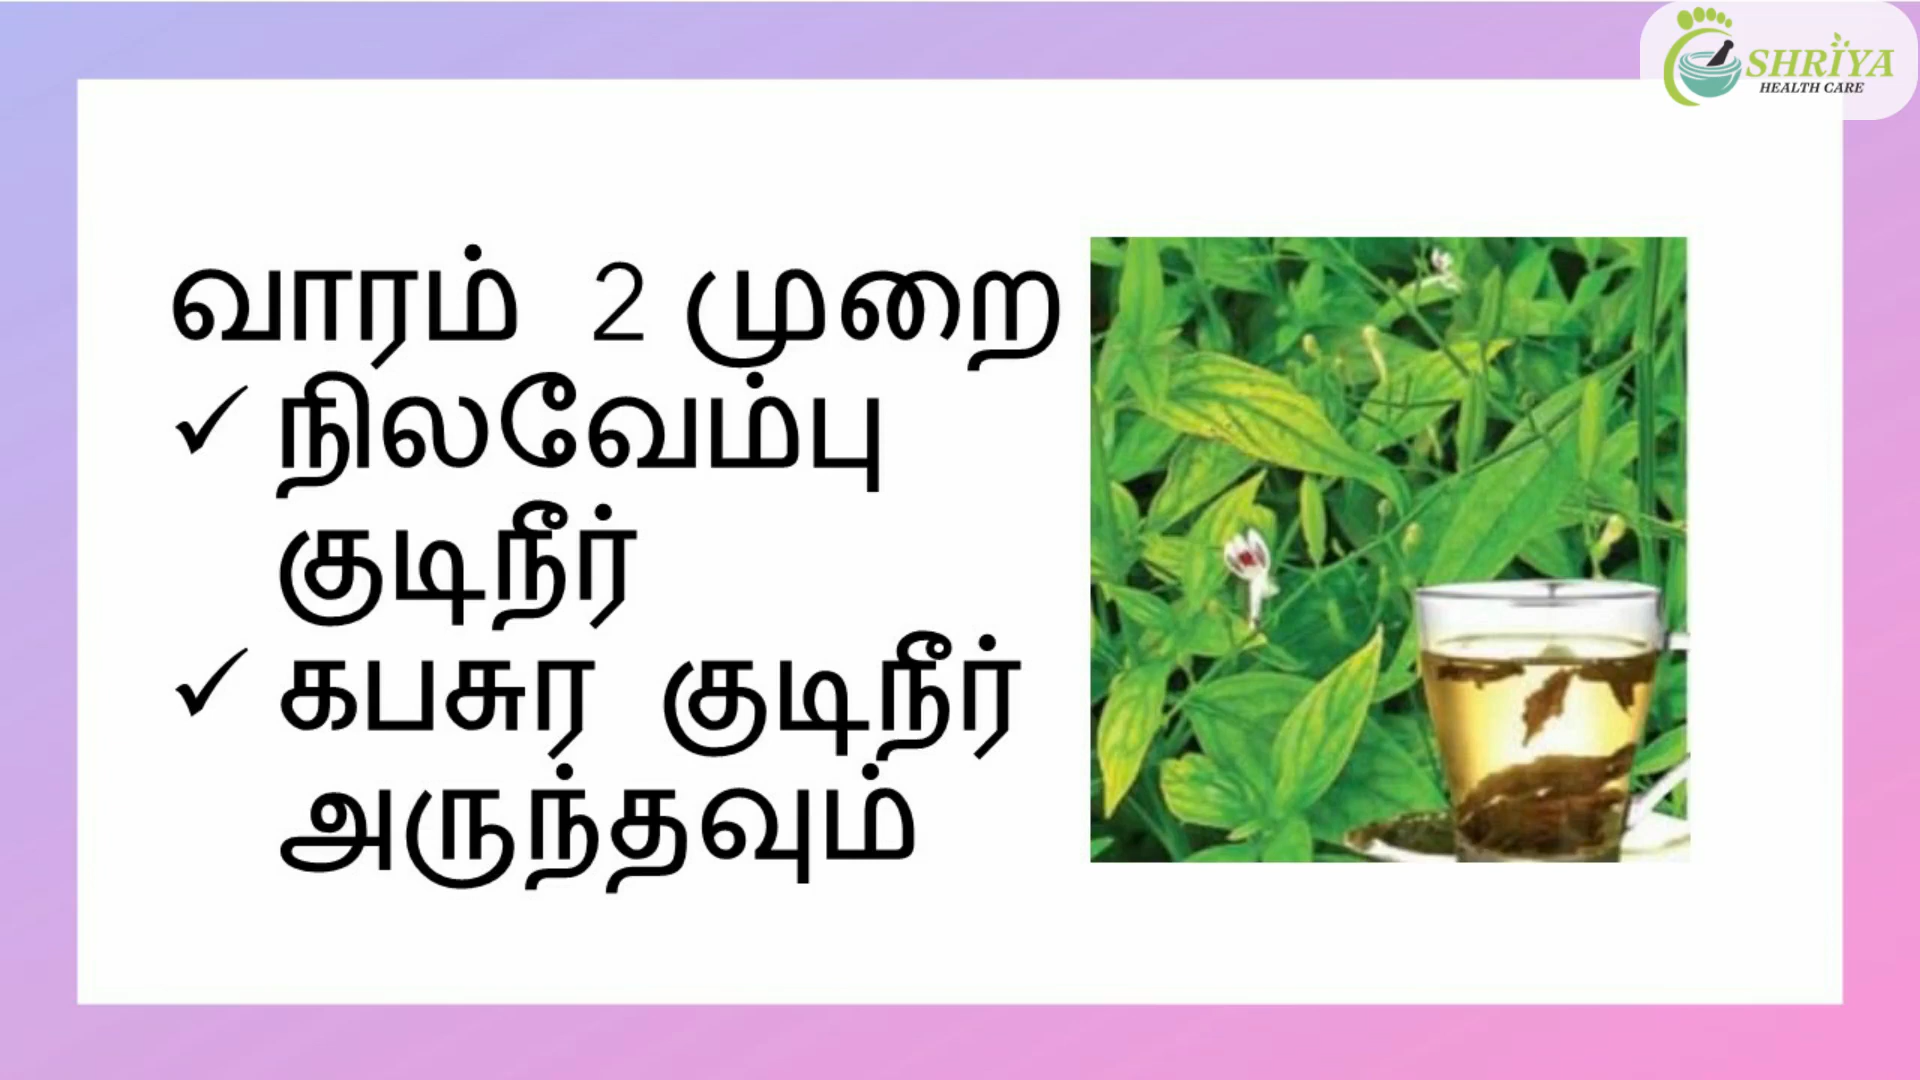 SHRIYA
HEALTH CARE
வாரம் 2 முறை
✓ நிலவேம்பு
குடிநீர்
✓ கபசுர குடிநீர்
அருந்தவும்